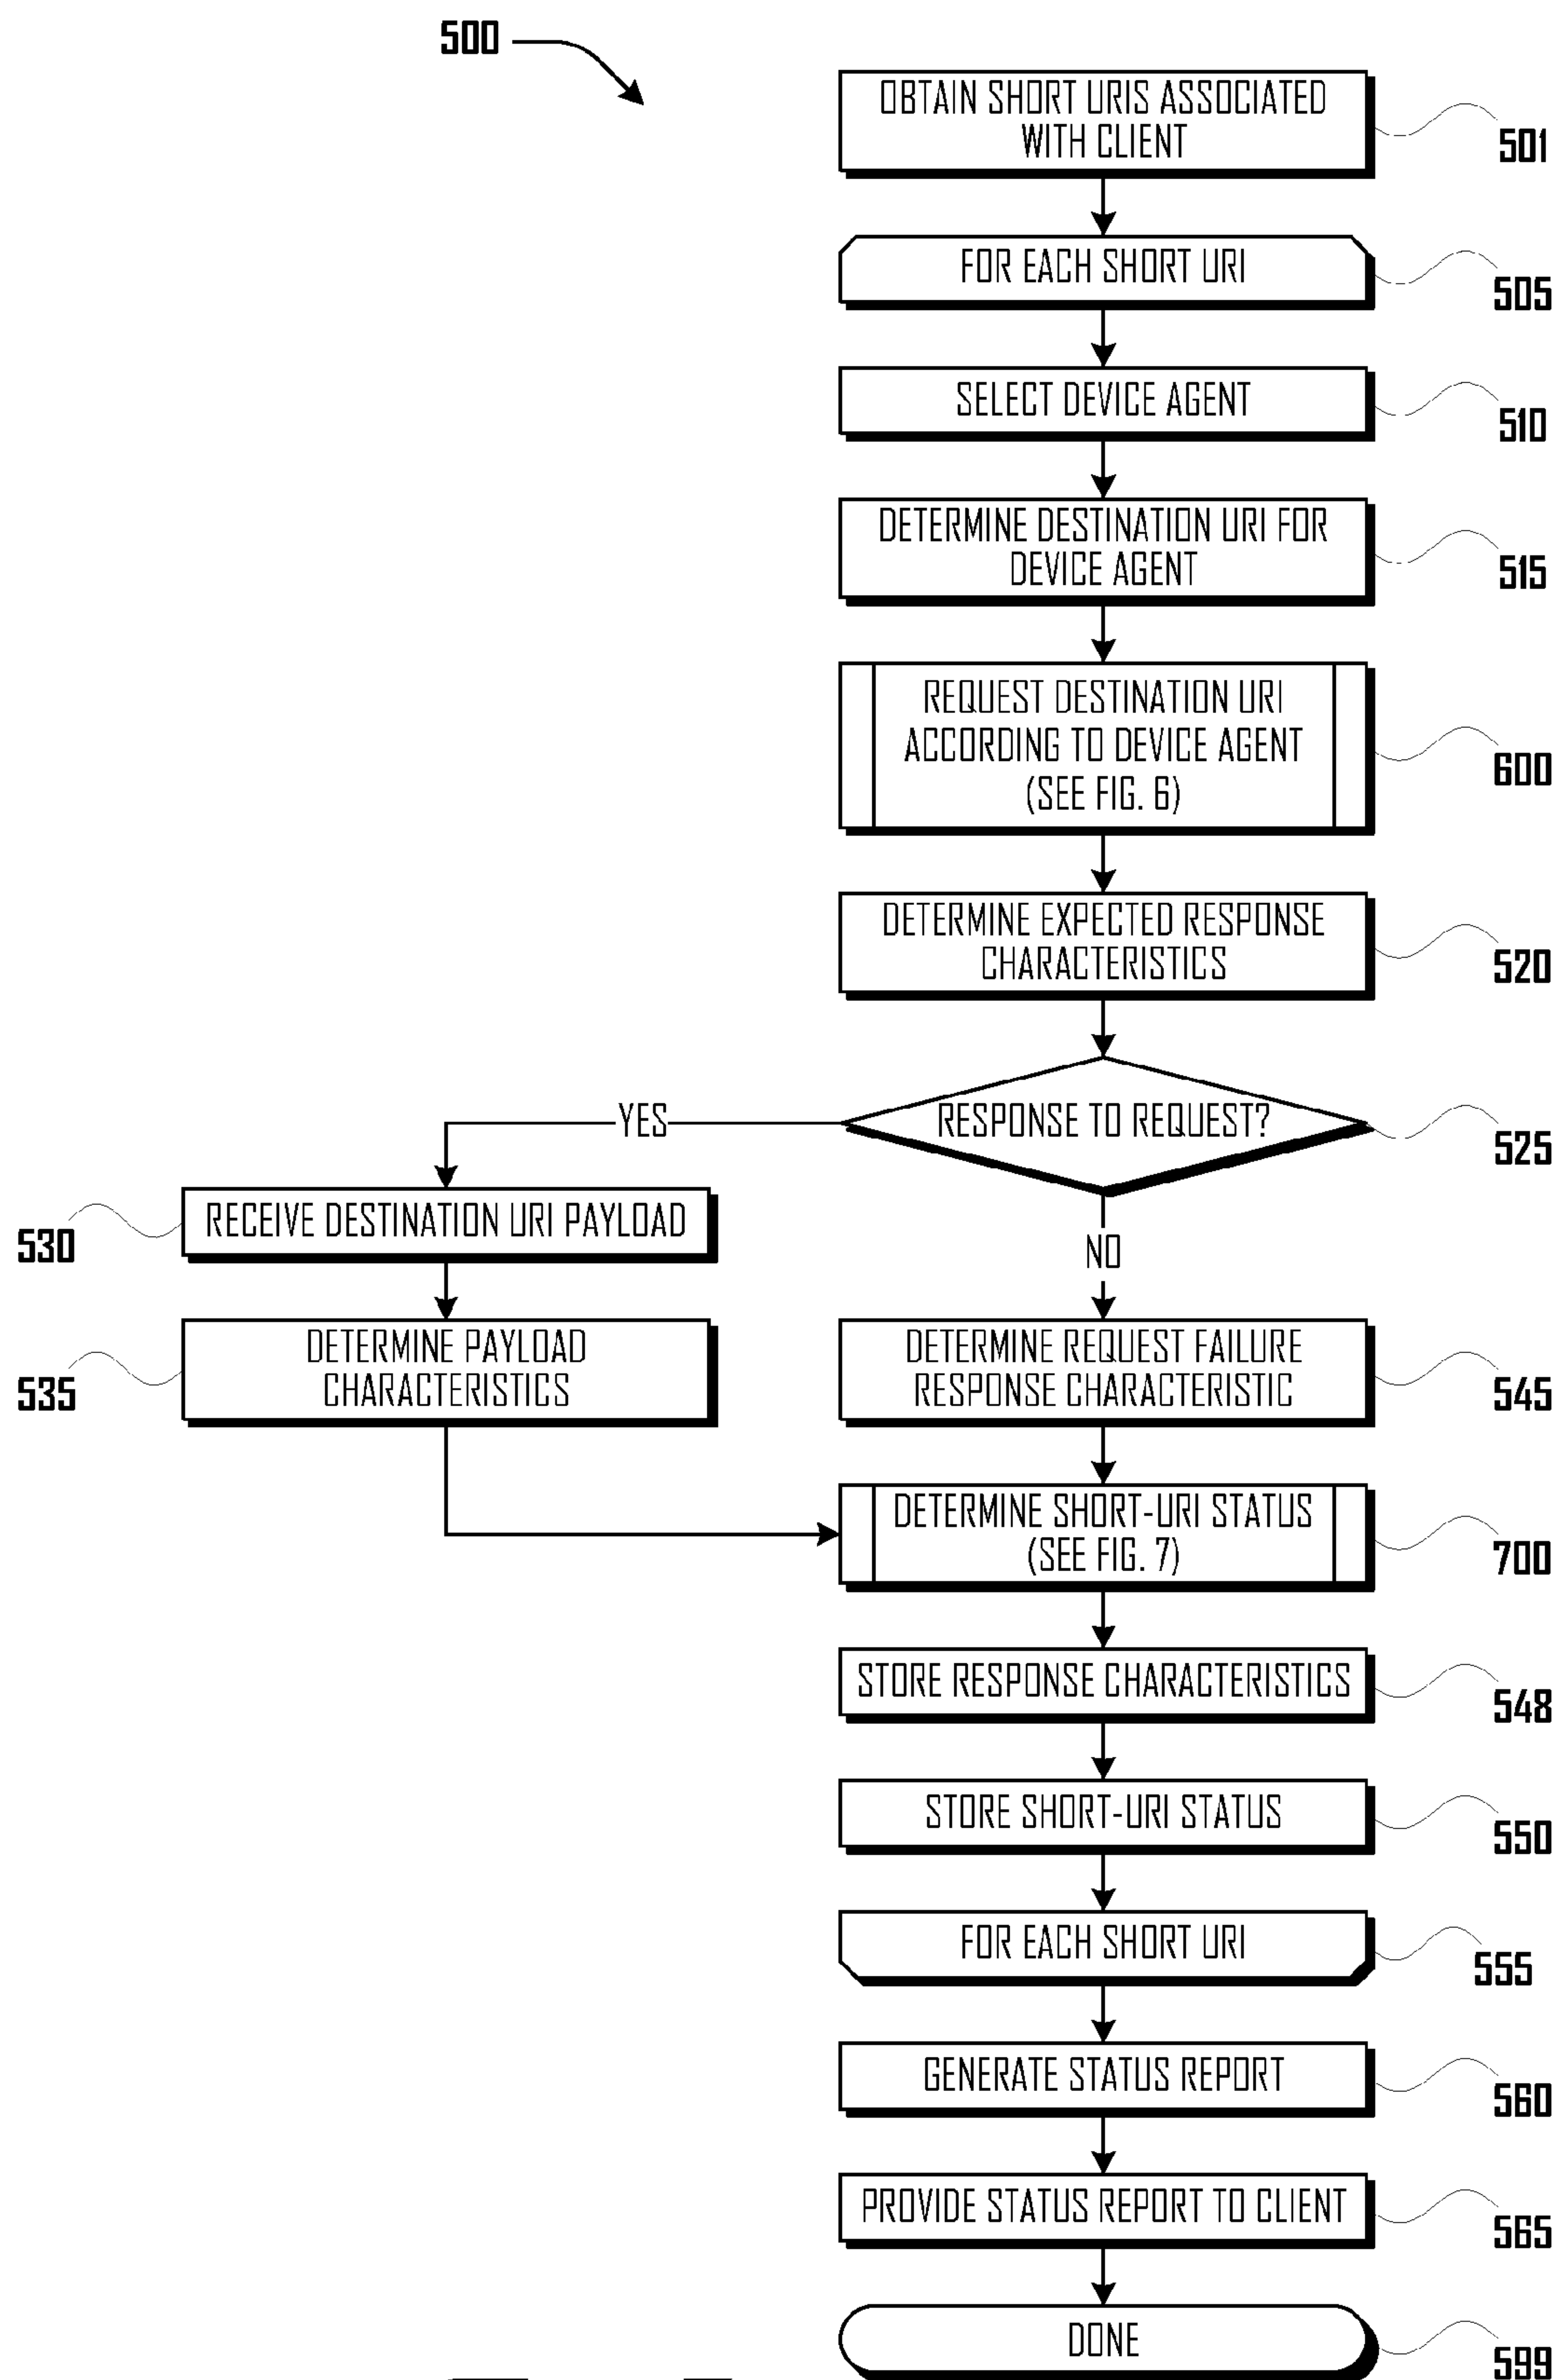 500
OBTAIN SHORT URIS ASSOCIATED
WITH CLIENT
501
FOR EACH SHORT URI
505
SELECT DEVICE AGENT
510
DETERMINE DESTINATION URI FOR
DEVICE AGENT
515
REQUEST DESTINATION URI
ACCORDING TO DEVICE AGENT
(SEE FIG. 6)
600
DETERMINE EXPECTED RESPONSE
CHARACTERISTICS
520
YES
RESPONSE TO REQUEST?
525
RECEIVE DESTINATION URI PAYLOAD
530
NO
DETERMINE PAYLOAD
CHARACTERISTICS
535
DETERMINE REQUEST FAILURE
RESPONSE CHARACTERISTIC
545
DETERMINE SHORT-URI STATUS
(SEE FIG. 7)
700
STORE RESPONSE CHARACTERISTICS
548
STORE SHORT-URI STATUS
550
FOR EACH SHORT URI
555
GENERATE STATUS REPORT
560
PROVIDE STATUS REPORT TO CLIENT
565
DONE
599